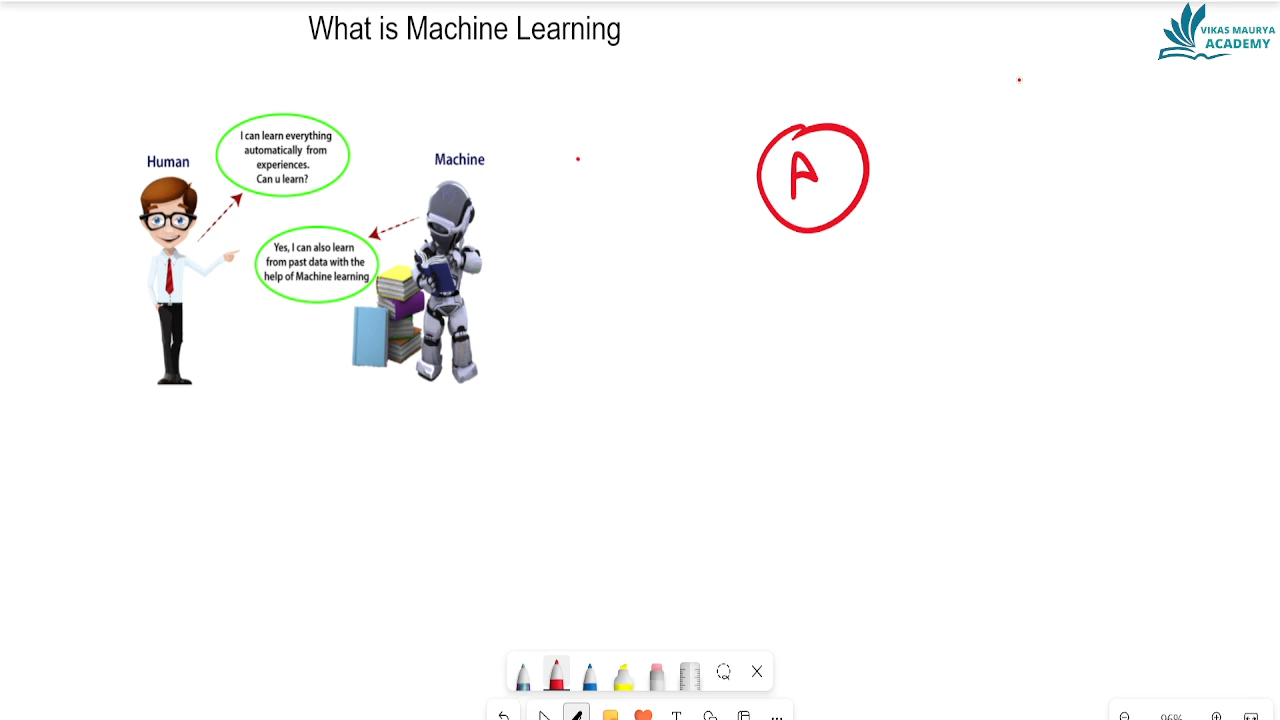 What is Machine Learning
VIKAS MAURYA
ACADEMY
Human
I can learn everything
automatically from
experiences.
Can u learn?
Machine
Yes, I can also learn
from past data with the
help of Machine learning
A
96%